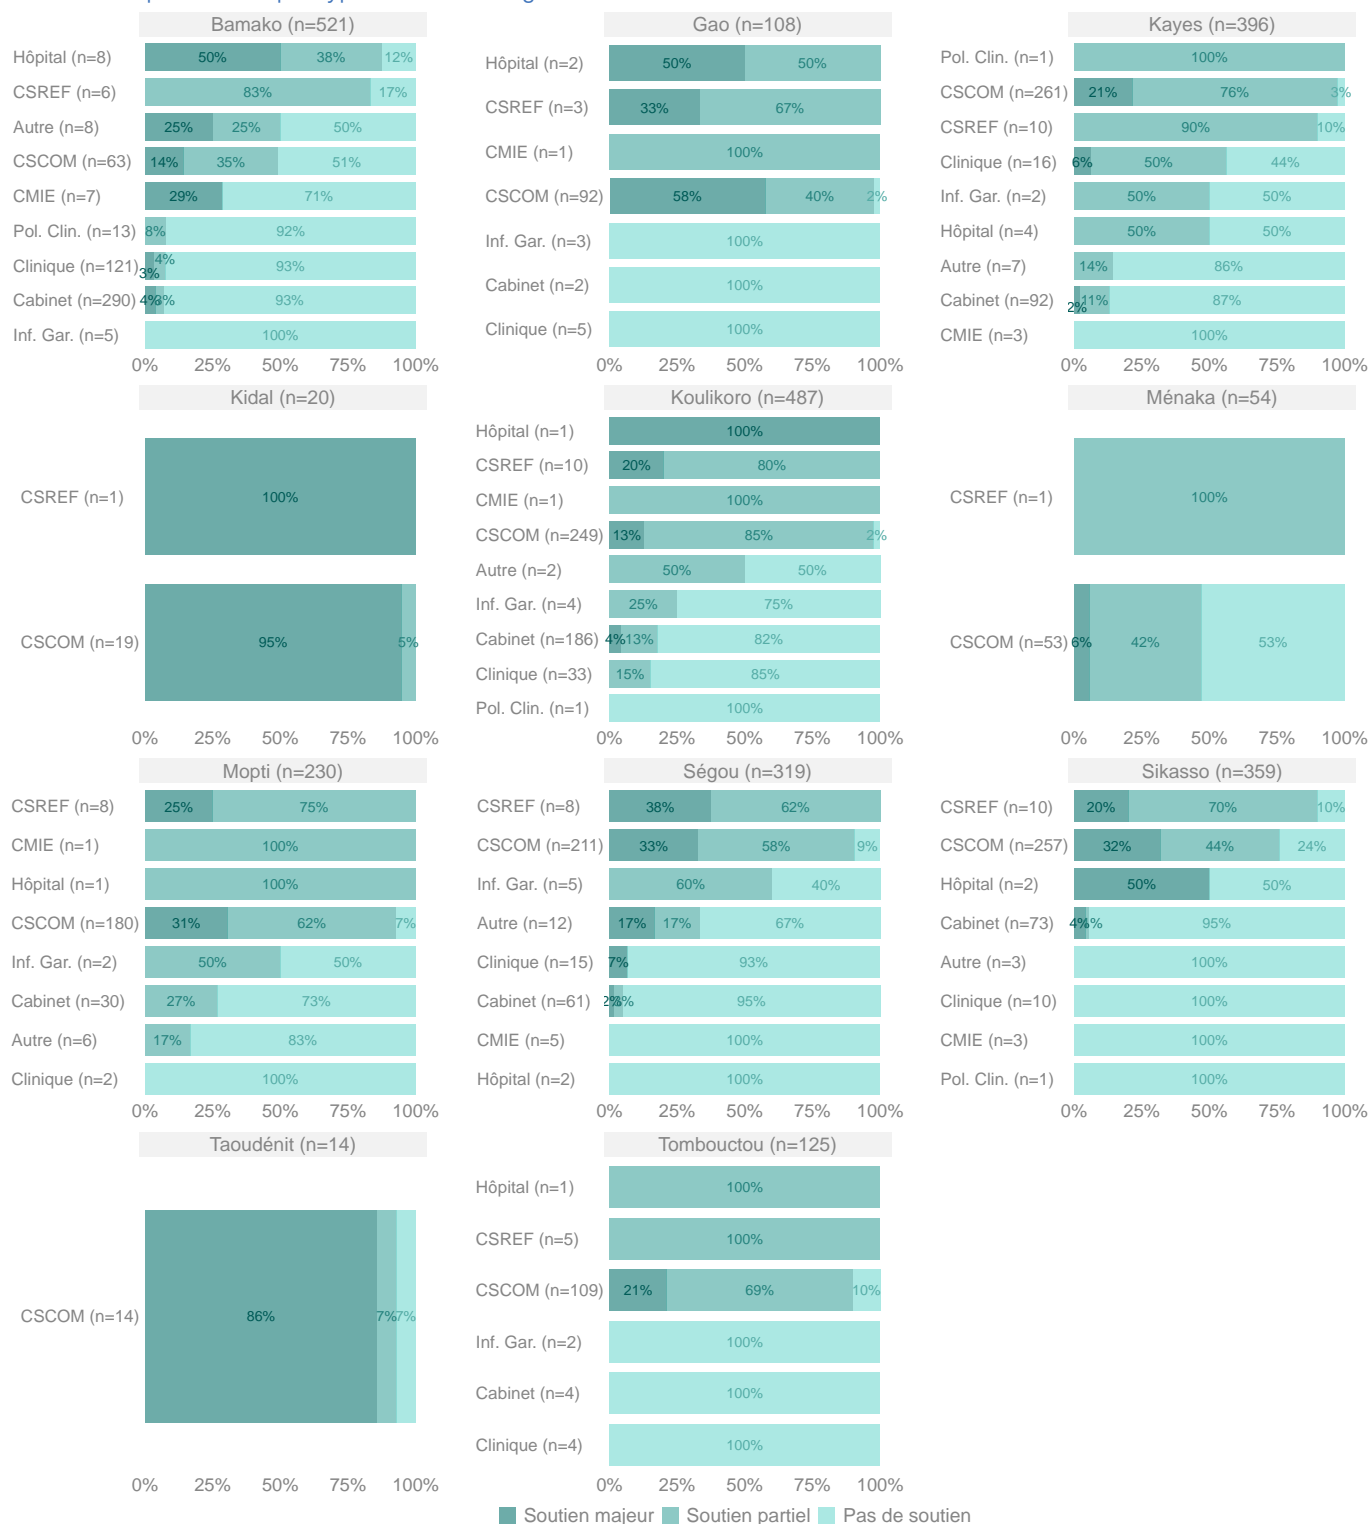 Bamako (n=521)
Hôpital (n=8) 50% 38% 12%
CSREF (n=6) 83% 17%
Autre (n=8) 25% 25% 50%
CSCOM (n=63) 14% 35% 51%
CMIE (n=7) 29% 71%
Pol. Clin. (n=13) 8% 92%
Clinique (n=121) 3% 4% 93%
Cabinet (n=290) 4% 3% 93%
Inf. Gar. (n=5) 100%
0% 25% 50% 75% 100%
Gao (n=108)
Hôpital (n=2) 50% 50%
CSREF (n=3) 33% 67%
CMIE (n=1) 100%
CSCOM (n=92) 58% 40% 2%
Inf. Gar. (n=3) 100%
Cabinet (n=2) 100%
Clinique (n=5) 100%
0% 25% 50% 75% 100%
Kayes (n=396)
Pol. Clin. (n=1) 100%
CSCOM (n=261) 21% 76% 3%
CSREF (n=10) 90% 10%
Clinique (n=16) 6% 50% 44%
Inf. Gar. (n=2) 50% 50%
Hôpital (n=4) 50% 50%
Autre (n=7) 14% 86%
Cabinet (n=92) 2% 11% 87%
CMIE (n=3) 100%
0% 25% 50% 75% 100%
Kidal (n=20)
CSREF (n=1) 100%
CSCOM (n=19) 95% 5%
0% 25% 50% 75% 100%
Koulikoro (n=487)
Hôpital (n=1) 100%
CSREF (n=10) 20% 80%
CMIE (n=1) 100%
CSCOM (n=249) 13% 85% 2%
Autre (n=2) 50% 50%
Inf. Gar. (n=4) 25% 75%
Cabinet (n=186) 4% 13% 82%
Clinique (n=33) 15% 85%
Pol. Clin. (n=1) 100%
0% 25% 50% 75% 100%
Ménaka (n=54)
CSREF (n=1) 100%
CSCOM (n=53) 6% 42% 53%
0% 25% 50% 75% 100%
Mopti (n=230)
CSREF (n=8) 25% 75%
CMIE (n=1) 100%
Hôpital (n=1) 100%
CSCOM (n=180) 31% 62% 7%
Inf. Gar. (n=2) 50% 50%
Cabinet (n=30) 27% 73%
Autre (n=6) 17% 83%
Clinique (n=2) 100%
0% 25% 50% 75% 100%
Ségou (n=319)
CSREF (n=8) 38% 62%
CSCOM (n=211) 33% 58% 9%
Inf. Gar. (n=5) 60% 40%
Autre (n=12) 17% 17% 67%
Clinique (n=15) 7% 93%
Cabinet (n=61) 2% 3% 95%
CMIE (n=5) 100%
Hôpital (n=2) 100%
0% 25% 50% 75% 100%
Sikasso (n=359)
CSREF (n=10) 20% 70% 10%
CSCOM (n=257) 32% 44% 24%
Hôpital (n=2) 50% 50%
Cabinet (n=73) 4% 1% 95%
Autre (n=3) 100%
Clinique (n=10) 100%
CMIE (n=3) 100%
Pol. Clin. (n=1) 100%
0% 25% 50% 75% 100%
Taoudénit (n=14)
CSCOM (n=14) 86% 7% 7%
0% 25% 50% 75% 100%
Tombouctou (n=125)
Hôpital (n=1) 100%
CSREF (n=5) 100%
CSCOM (n=109) 21% 69% 10%
Inf. Gar. (n=2) 100%
Cabinet (n=4) 100%
Clinique (n=4) 100%
0% 25% 50% 75% 100%
Soutien majeur Soutien partiel Pas de soutien